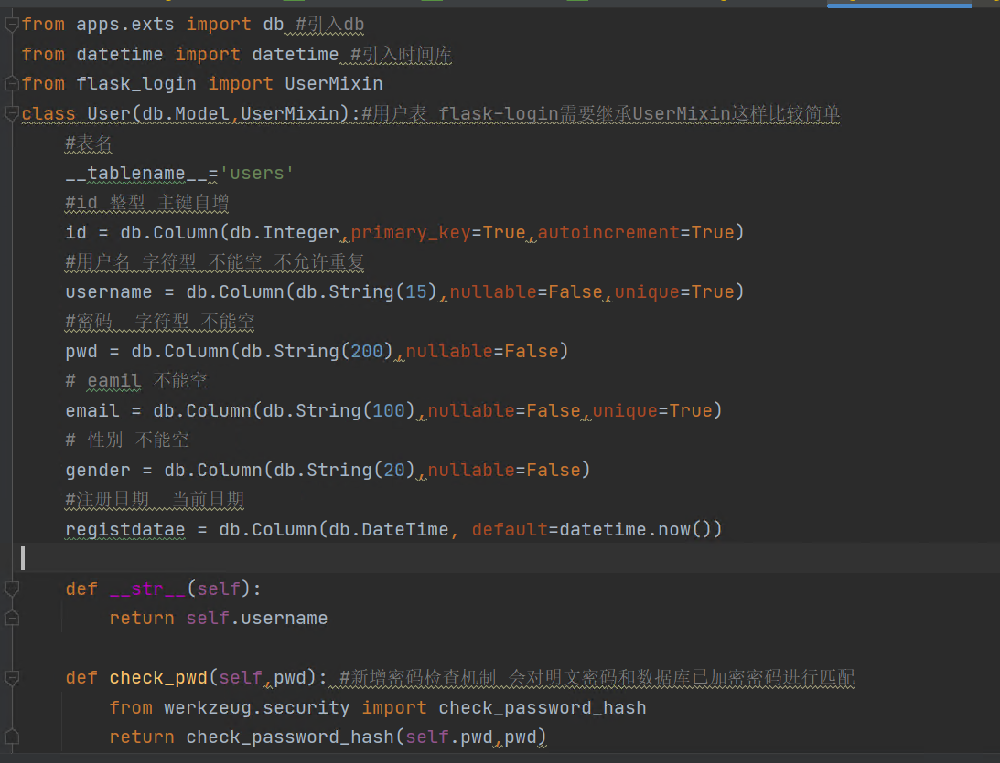 from apps.exts import db #引入db
from datetime import datetime #引入时间库
from flask_login import UserMixin
class User(db.Model,UserMixin):#用户表 flask-login需要继承UserMixin这样比较简单
    #表名
    __tablename__='users'
    #id 整型 主键自增
    id = db.Column(db.Integer,primary_key=True,autoincrement=True)
    #用户名 字符型 不能空 不允许重复
    username = db.Column(db.String(15),nullable=False,unique=True)
    #密码  字符型 不能空
    pwd = db.Column(db.String(200),nullable=False)
    # eamil 不能空
    email = db.Column(db.String(100),nullable=False,unique=True)
    # 性别 不能空
    gender = db.Column(db.String(20),nullable=False)
    #注册日期  当前日期
    registdatae = db.Column(db.DateTime, default=datetime.now())
    def __str__(self):
        return self.username
    def check_pwd(self,pwd): #新增密码检查机制 会对明文密码和数据库已加密密码进行匹配
        from werkzeug.security import check_password_hash
        return check_password_hash(self.pwd,pwd)